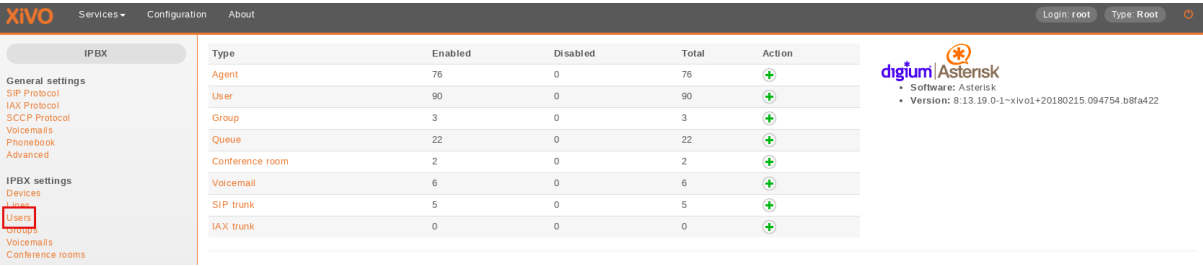 XiVO Services Configuration About Login: root Type: Root
IPBX
General settings
SIP Protocol
IAX Protocol
SCCP Protocol
Voicemails
Phonebook
Advanced
IPBX settings
Devices
Lines
Users
Groups
Voicemails
Conference rooms
Type Enabled Disabled Total Action
Agent 76 0 76
User 90 0 90
Group 3 0 3
Queue 22 0 22
Conference room 2 0 2
Voicemail 6 0 6
SIP trunk 5 0 5
IAX trunk 0 0 0
digium Asterisk
Software: Asterisk
Version: 8:13.19.0-1~xivo1+20180215.094754.b8fa422